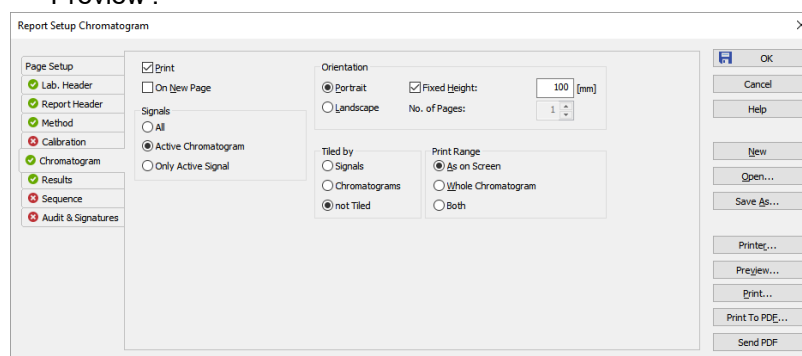 Preview .
Report Setup Chromatogram
Page Setup
Lab. Header
Report Header
Method
Calibration
Chromatogram
Results
Sequence
Audit & Signatures
Print
On New Page
Signals
All
Active Chromatogram
Only Active Signal
Orientation
Portrait
Fixed Height:
100 [mm]
Landscape
No. of Pages:
1
Tiled by
Signals
Chromatograms
not Tiled
Print Range
As on Screen
Whole Chromatogram
Both
OK
Cancel
Help
New
Open...
Save As...
Printer...
Preview...
Print...
Print To PDF...
Send PDF